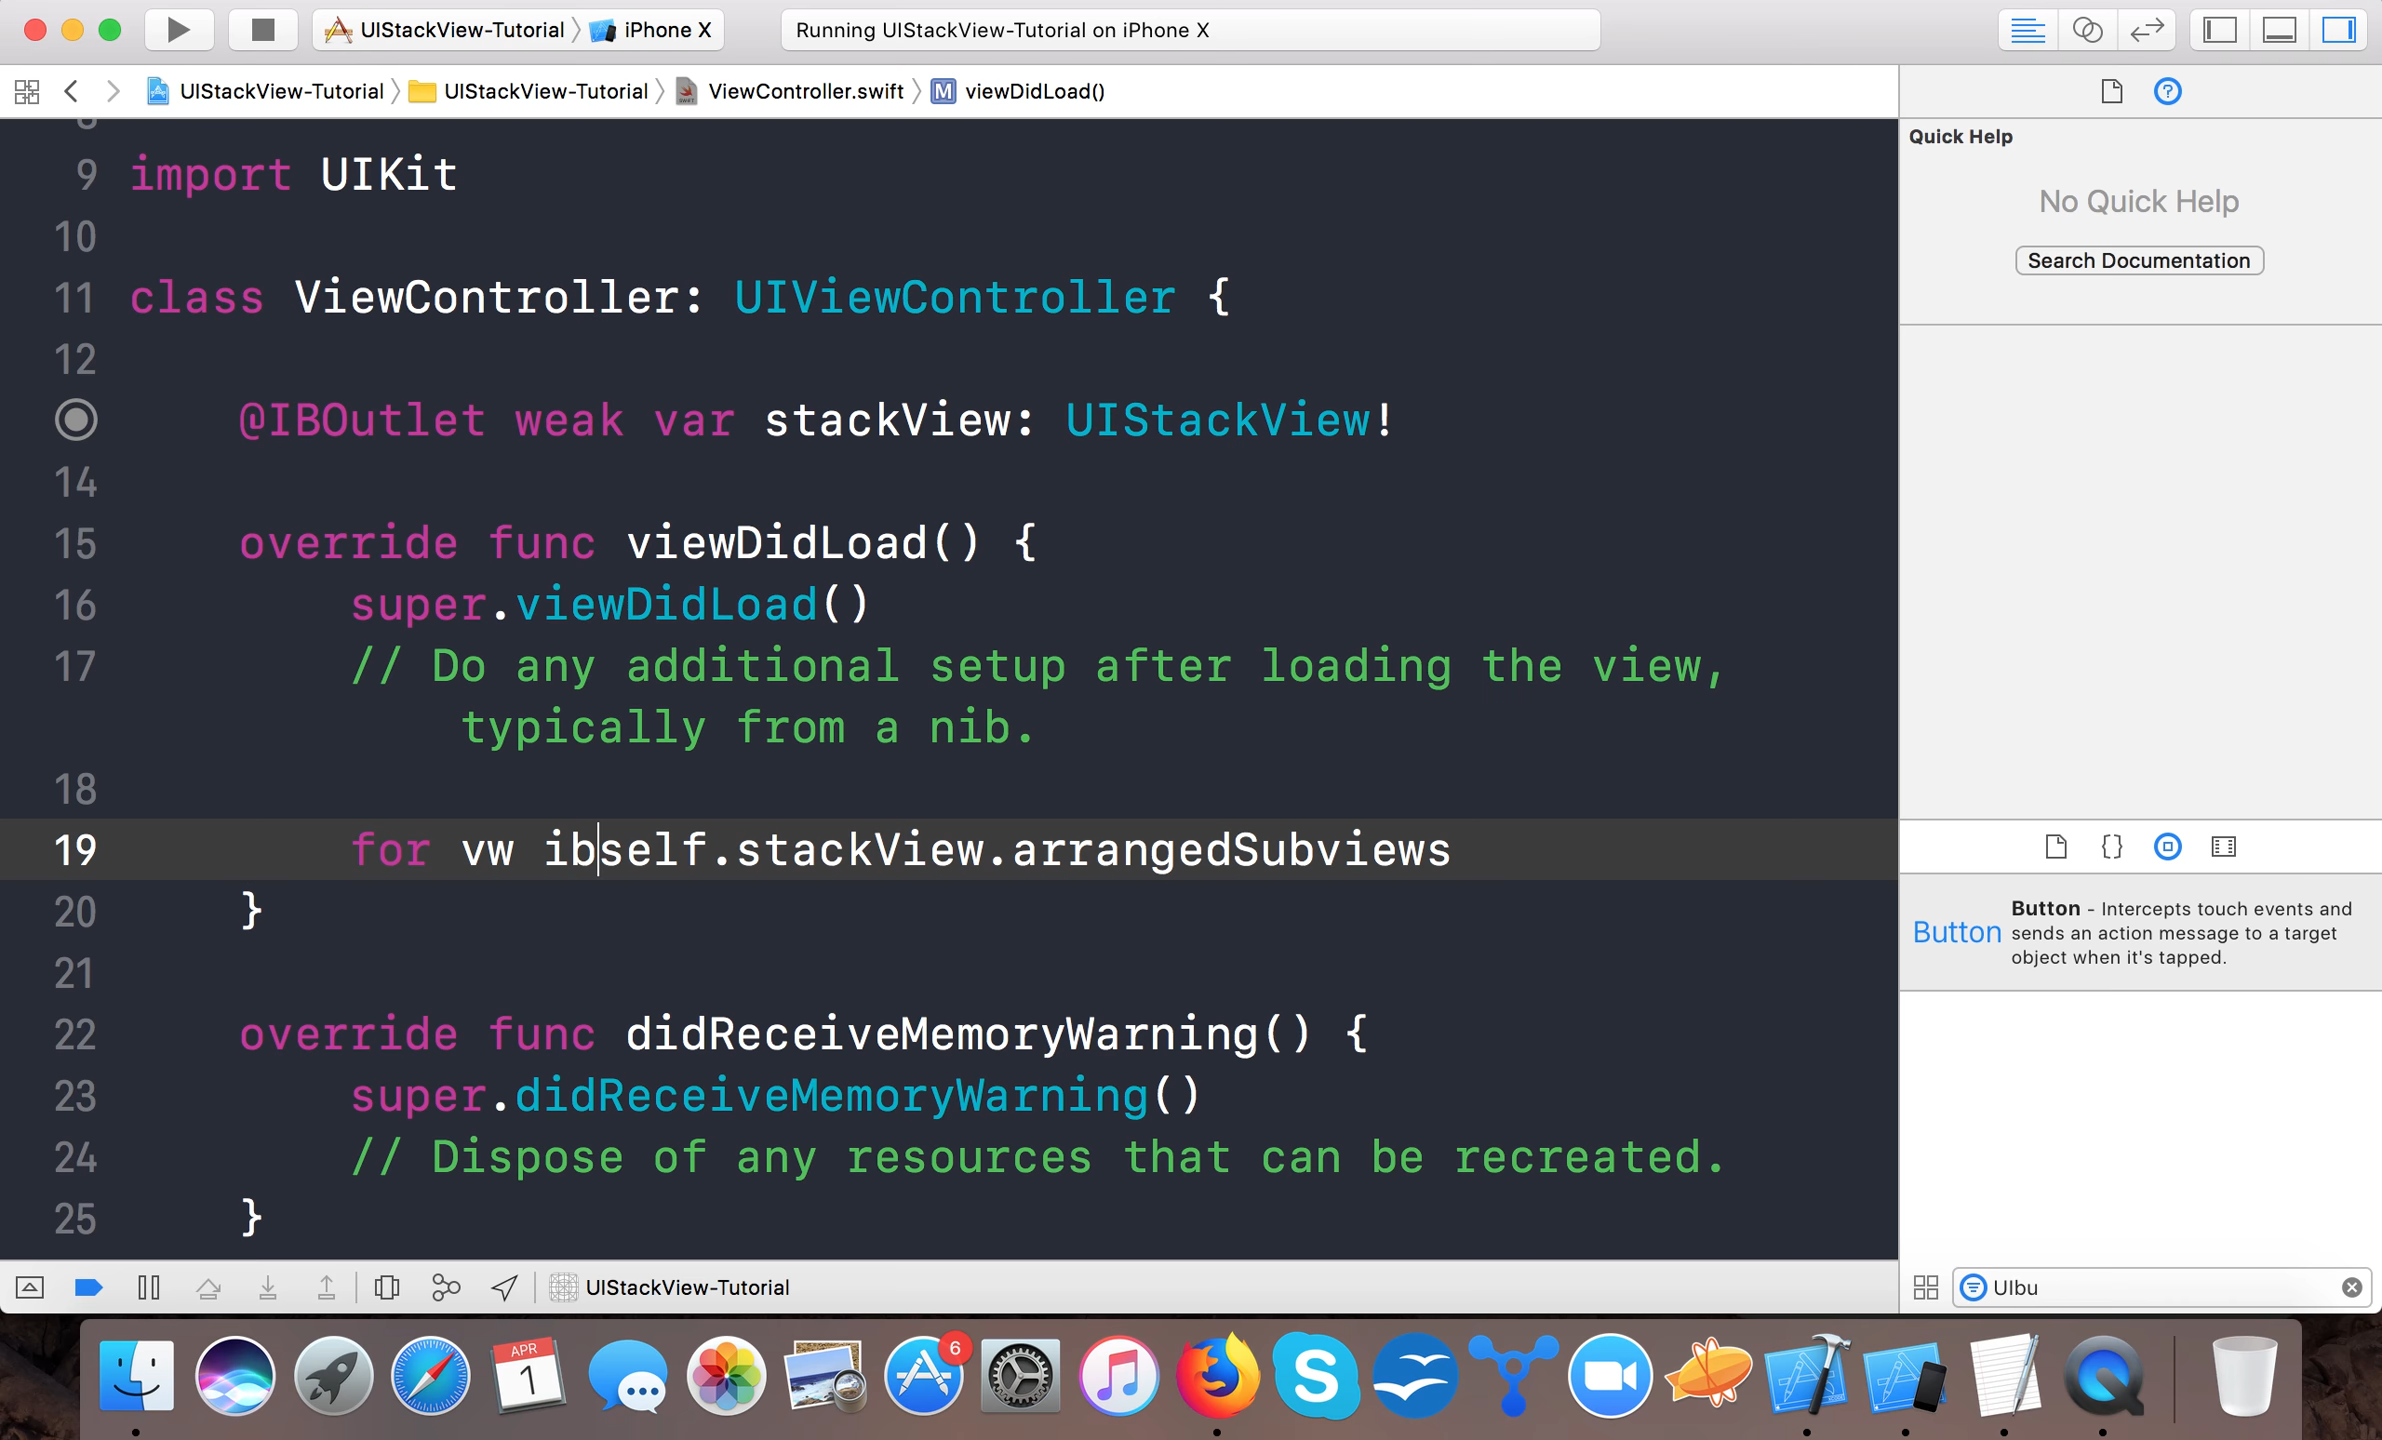 UIStackView-Tutorial iPhone X Running UIStackView-Tutorial on iPhone X
UIStackView-Tutorial UIStackView-Tutorial ViewController.swift M viewDidLoad()
Quick Help
No Quick Help
Search Documentation
8
9 import UIKit
10
11 class ViewController: UIViewController {
12
@IBOutlet weak var stackView: UIStackView!
14
15 override func viewDidLoad() {
16 super.viewDidLoad()
17 // Do any additional setup after loading the view,
typically from a nib.
18
19 for vw ibself.stackView.arrangedSubviews
20 }
21
22 override func didReceiveMemoryWarning() {
23 super.didReceiveMemoryWarning()
24 // Dispose of any resources that can be recreated.
25 }
Button
Button - Intercepts touch events and
sends an action message to a target
object when it's tapped.
UIStackView-Tutorial
UIbu
APR
1
6